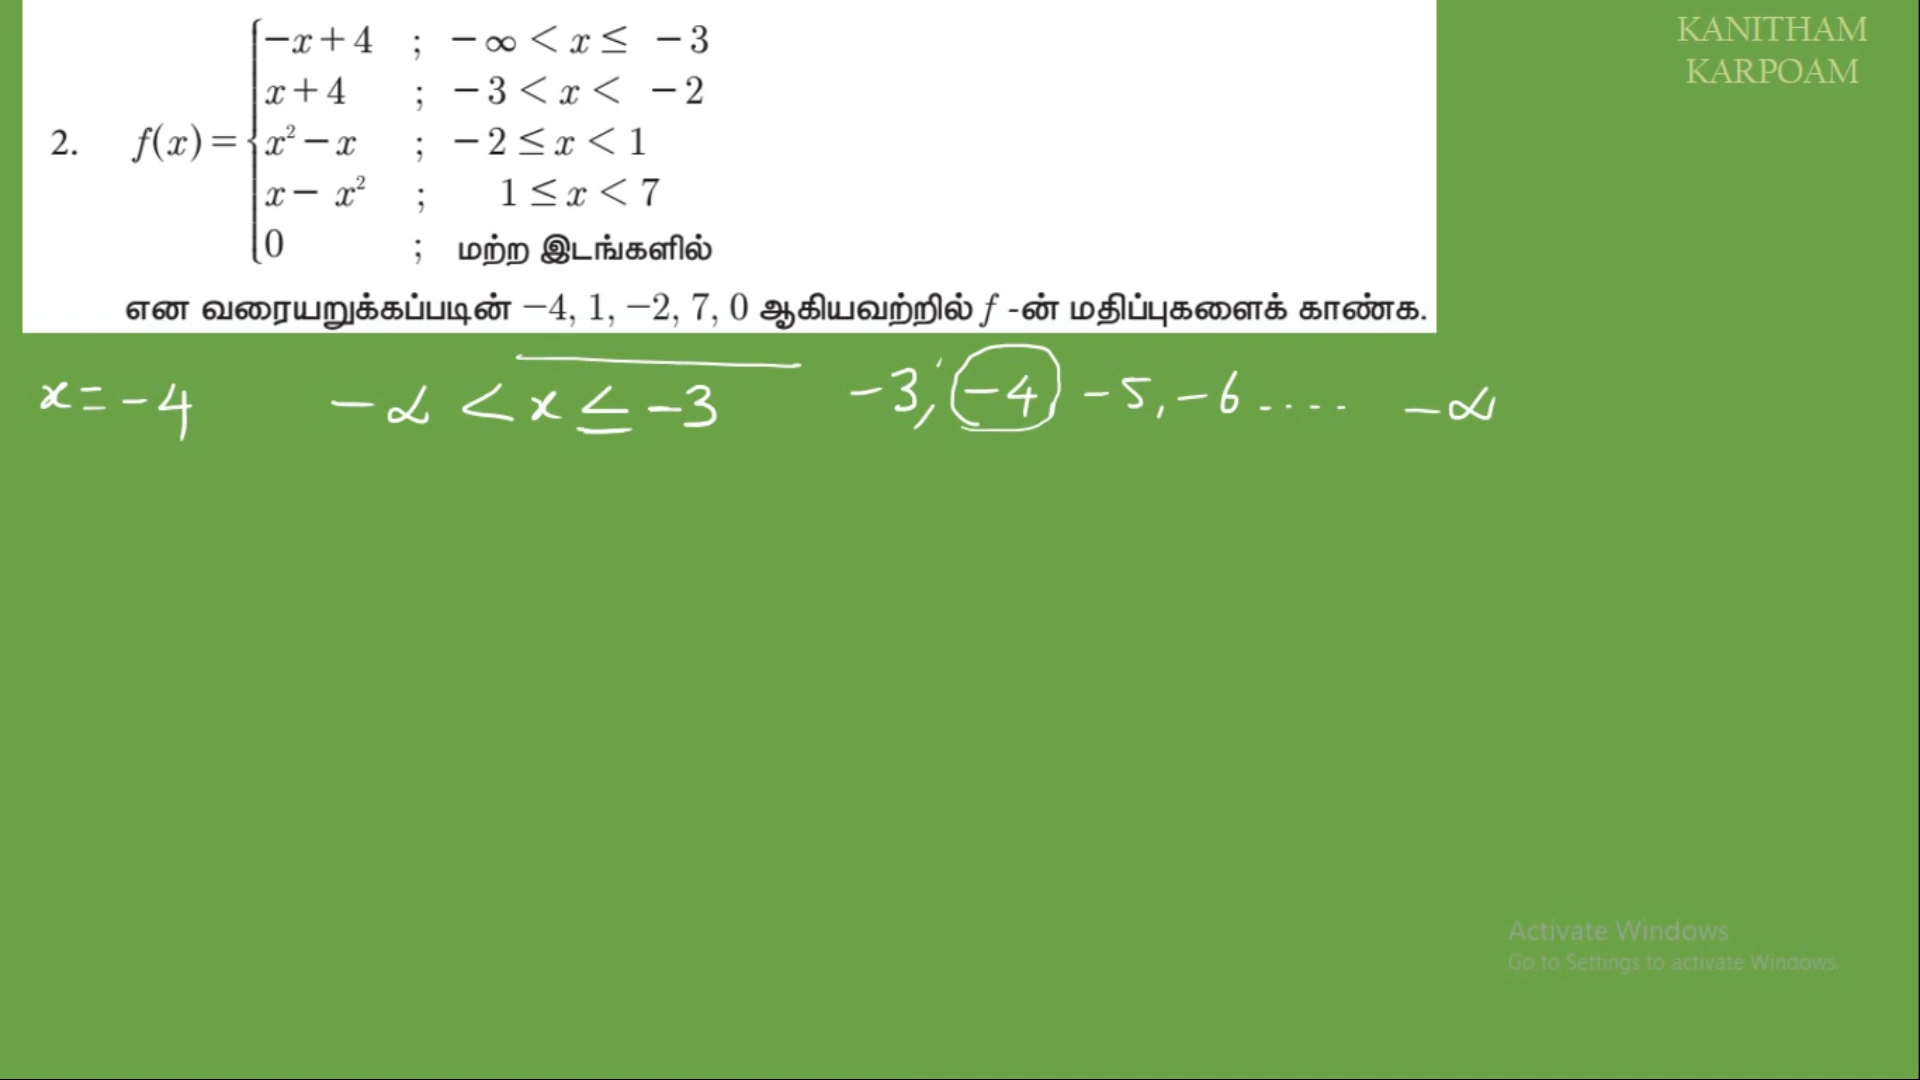 KANITHAM
KARPOAM
−x+4 ; −∞ < x ≤ −3
x+4 ; −3 < x < −2
2. f(x) = x² − x ; −2 ≤ x < 1
x − x² ; 1 ≤ x < 7
0 ; மற்ற இடங்களில்
என வரையறுக்கப்படின் −4, 1, −2, 7, 0 ஆகியவற்றில் f -ன் மதிப்புகளைக் காண்க.
x = −4 −∝ < x ≤ −3 −3, −4, −5, −6 .... −∝
Activate Windows
Go to Settings to activate Windows.